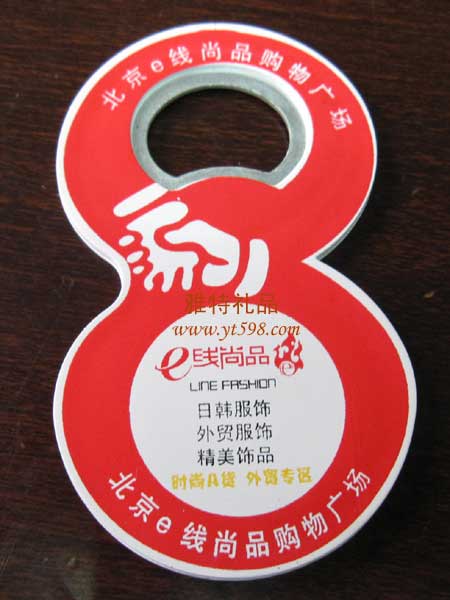 北京e线尚品购物广场
雅特礼品
www.yt598.com
e线尚品
LINE FASHION
日韩服饰
外贸服饰
精美饰品
时尚A货 外贸专区
北京e线尚品购物广场